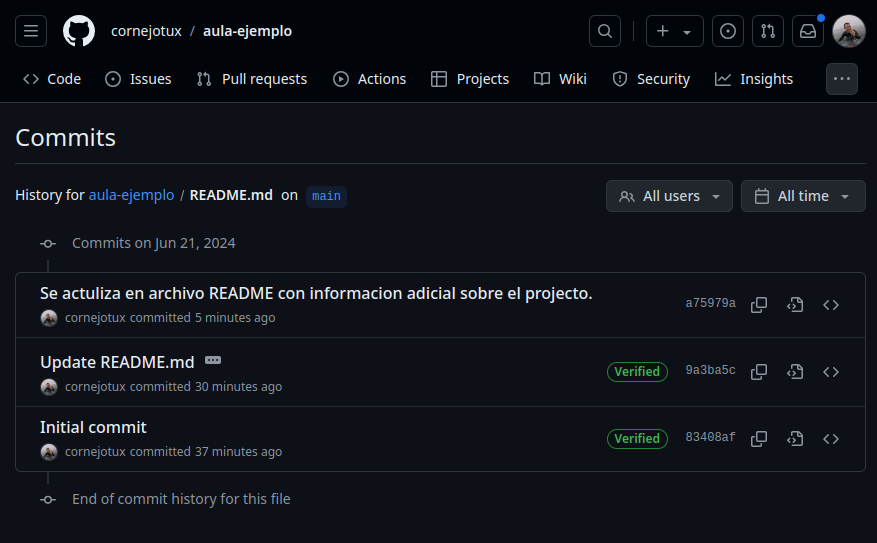 cornejotux / aula-ejemplo
Code Issues Pull requests Actions Projects Wiki Security Insights
Commits
History for aula-ejemplo / README.md on main
All users All time
Commits on Jun 21, 2024
Se actuliza en archivo README con informacion adicial sobre el projecto.
a75979a
cornejotux committed 5 minutes ago
Update README.md
Verified 9a3ba5c
cornejotux committed 30 minutes ago
Initial commit
Verified 83408af
cornejotux committed 37 minutes ago
End of commit history for this file